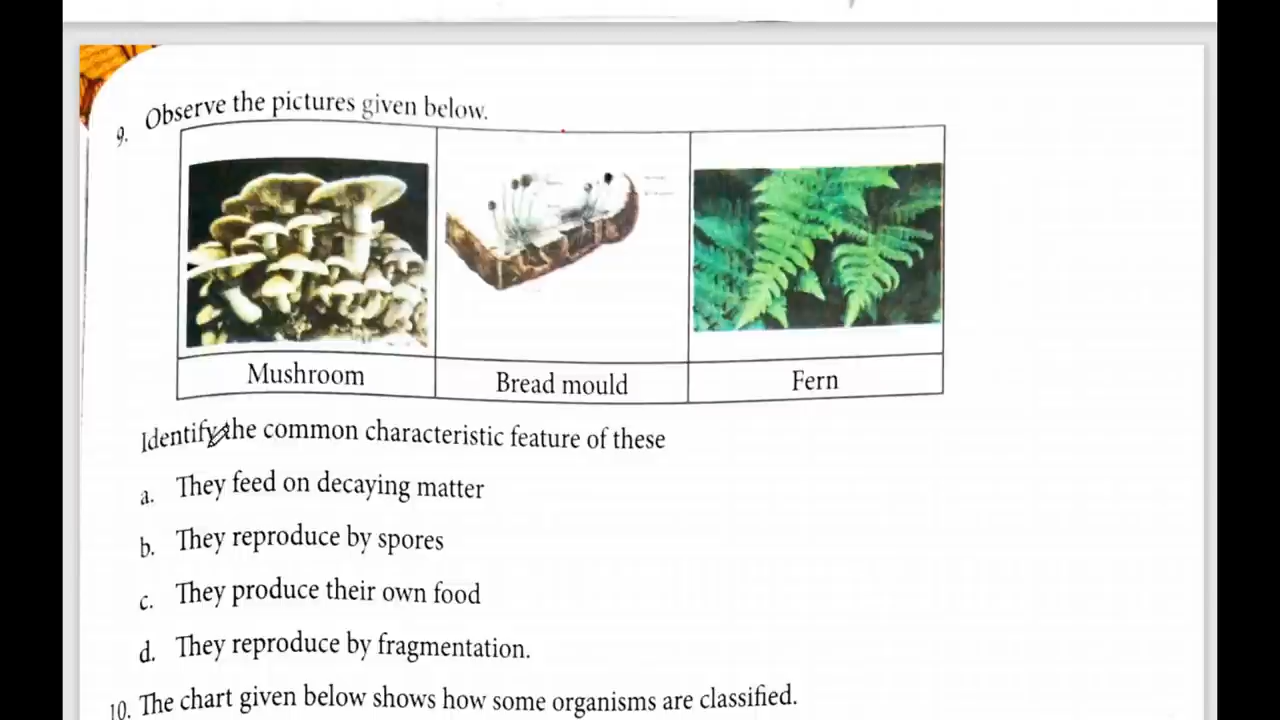 9. Observe the pictures given below.
Mushroom
Bread mould
Fern
Identify the common characteristic feature of these
a. They feed on decaying matter
b. They reproduce by spores
c. They produce their own food
d. They reproduce by fragmentation.
10. The chart given below shows how some organisms are classified.